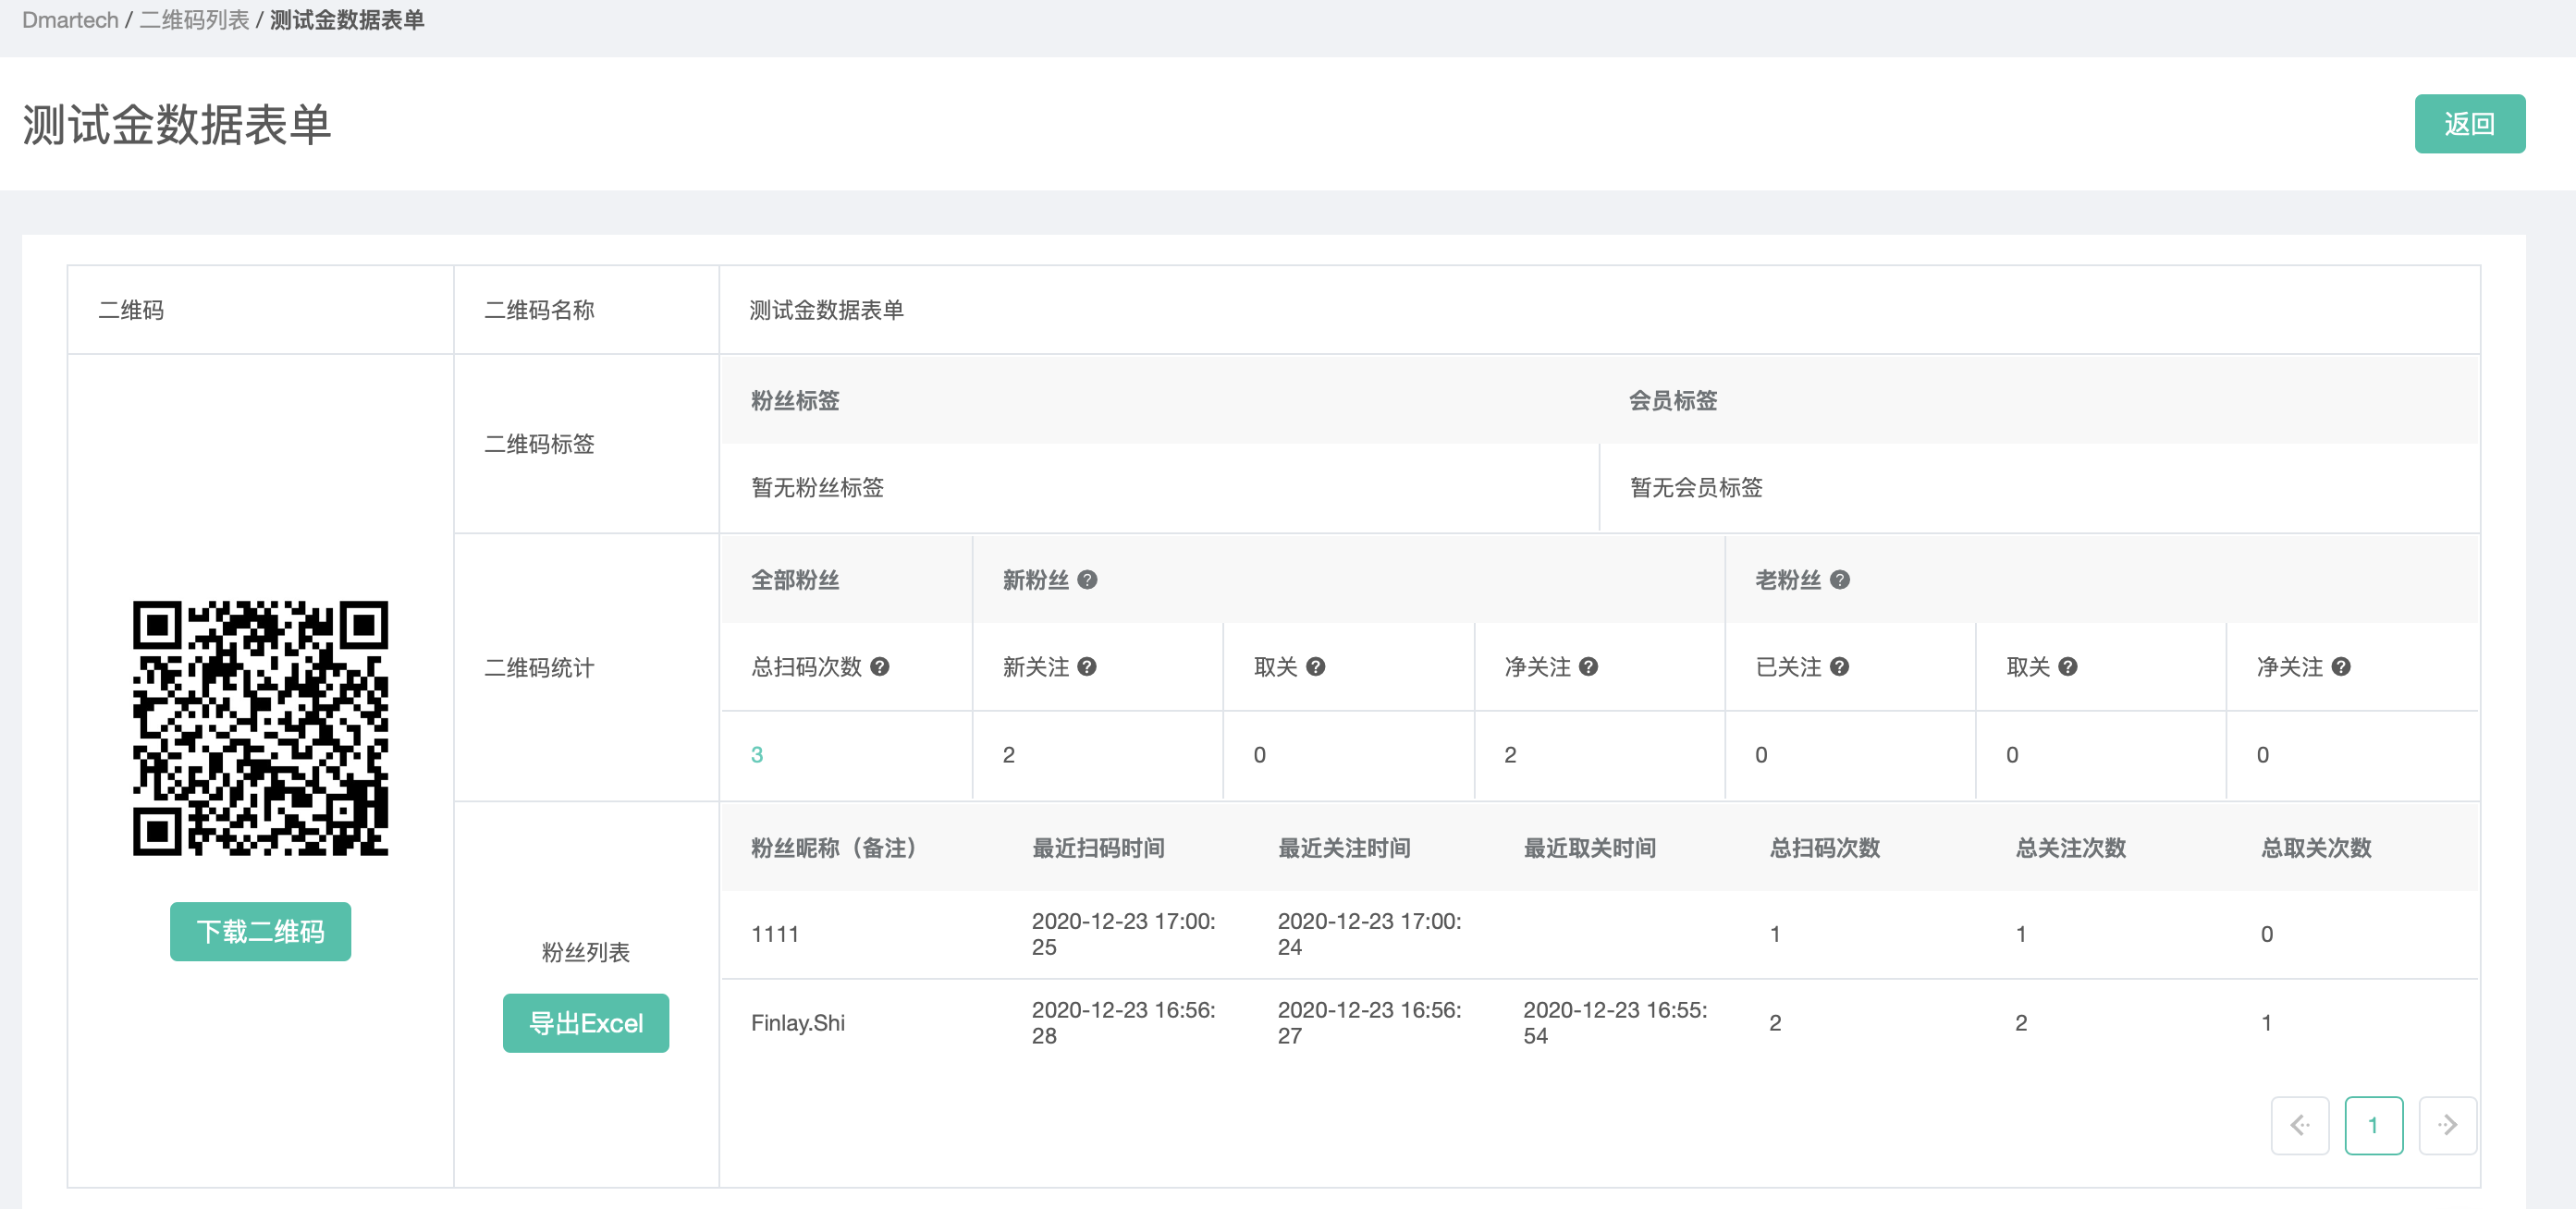 Dmartech / 二维码列表 / 测试金数据表单
测试金数据表单
返回
二维码
二维码名称
测试金数据表单
二维码标签
粉丝标签
会员标签
暂无粉丝标签
暂无会员标签
二维码统计
全部粉丝
新粉丝
老粉丝
总扫码次数
新关注
取关
净关注
已关注
取关
净关注
3
2
0
2
0
0
0
下载二维码
粉丝列表
导出Excel
粉丝昵称（备注）
最近扫码时间
最近关注时间
最近取关时间
总扫码次数
总关注次数
总取关次数
1111
2020-12-23 17:00:
25
2020-12-23 17:00:
24
1
1
0
Finlay.Shi
2020-12-23 16:56:
28
2020-12-23 16:56:
27
2020-12-23 16:55:
54
2
2
1
1